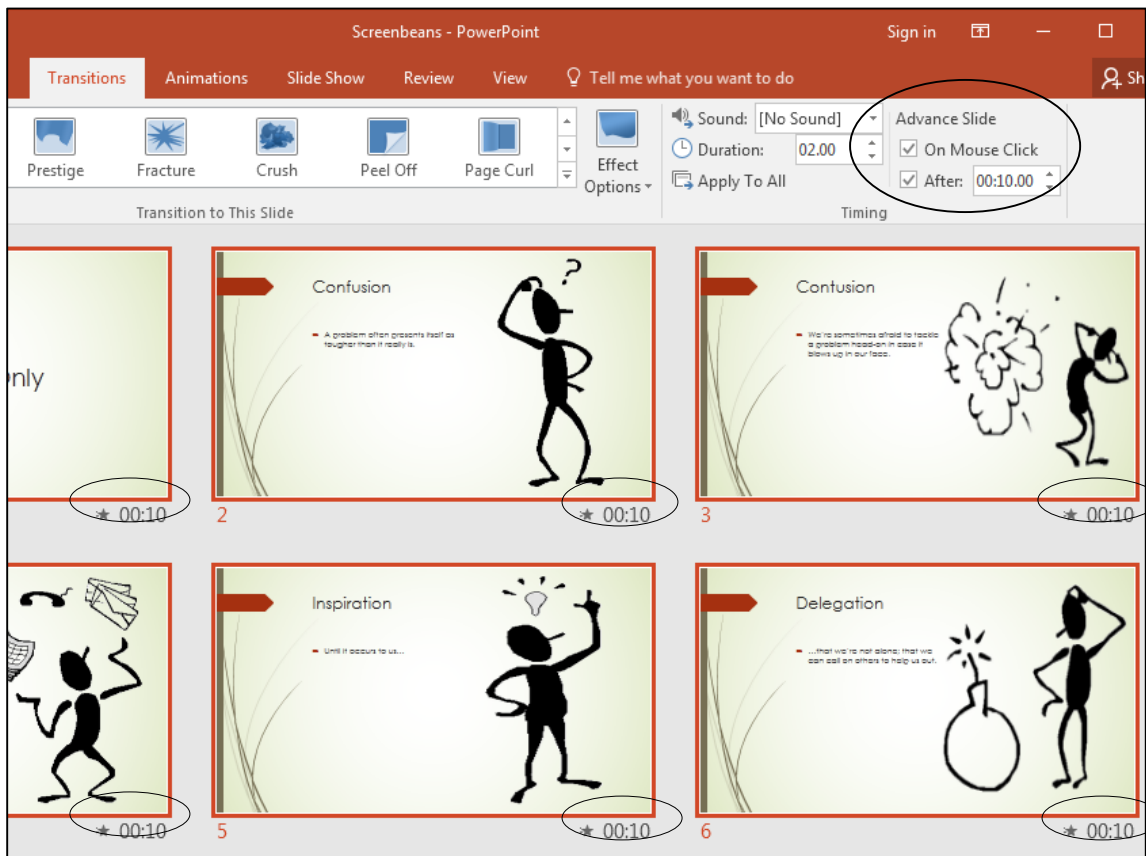 Screenbeans - PowerPoint
Sign in
Transitions
Animations
Slide Show
Review
View
Tell me what you want to do
Sh
Prestige
Fracture
Crush
Peel Off
Page Curl
Effect
Options
Sound: [No Sound]
Duration: 02.00
Apply To All
Advance Slide
On Mouse Click
After: 00:10.00
Transition to This Slide
Timing
nly
00:10
Confusion
?
A problem often presents itself as
tougher than it really is.
2
00:10
Contusion
We're sometimes afraid to tackle
a problem head-on in case it
blows up in our face.
3
00:10
00:10
Inspiration
Until it occurs to us...
5
00:10
Delegation
...that we're not alone; that we
can call on others to help us out.
6
00:10